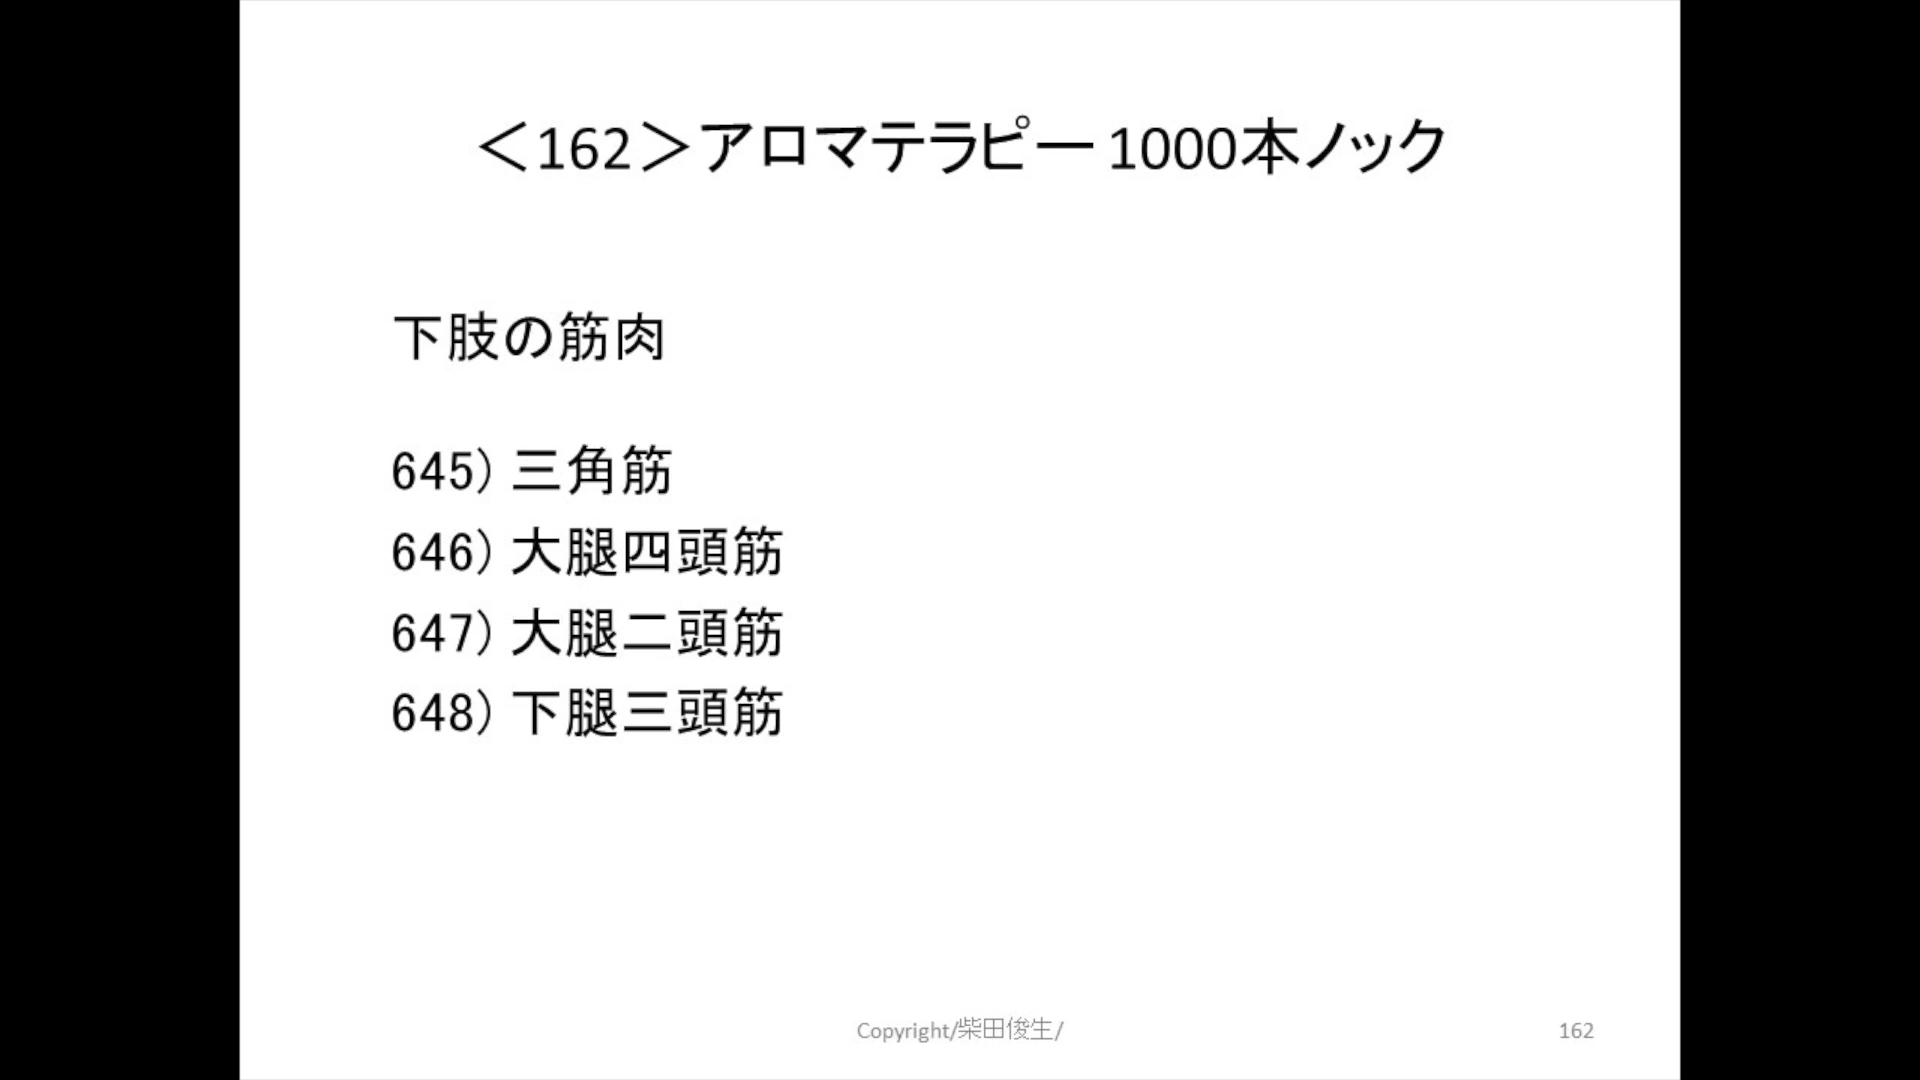 ＜162＞アロマテラピー1000本ノック
下肢の筋肉
645）三角筋
646）大腿四頭筋
647）大腿二頭筋
648）下腿三頭筋
Copyright/柴田俊生/
162